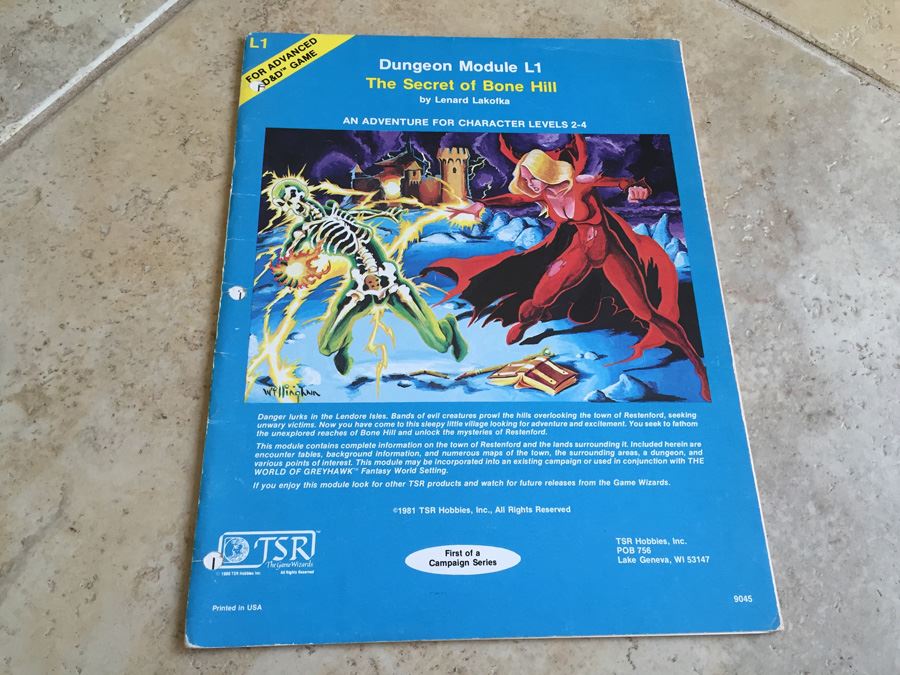 L1
FOR ADVANCED
D&D™ GAME
Dungeon Module L1
The Secret of Bone Hill
by Lenard Lakofka
AN ADVENTURE FOR CHARACTER LEVELS 2-4
Willingham
Danger lurks in the Lendore Isles. Bands of evil creatures prowl the hills overlooking the town of Restenford, seeking
unwary victims. Now you have come to this sleepy little village looking for adventure and excitement. You seek to fathom
the unexplored reaches of Bone Hill and unlock the mysteries of Restenford.
This module contains complete information on the town of Restenford and the lands surrounding it. Included herein are
encounter tables, background information, and numerous maps of the town, the surrounding areas, a dungeon, and
various points of interest. This module may be incorporated into an existing campaign or used in conjunction with THE
WORLD OF GREYHAWK™ Fantasy World Setting.
If you enjoy this module look for other TSR products and watch for future releases from the Game Wizards.
©1981 TSR Hobbies, Inc., All Rights Reserved
TSR™
The Game Wizards
© 1980 TSR Hobbies Inc. All Rights Reserved
First of a
Campaign Series
TSR Hobbies, Inc.
POB 756
Lake Geneva, WI 53147
Printed in USA
9045